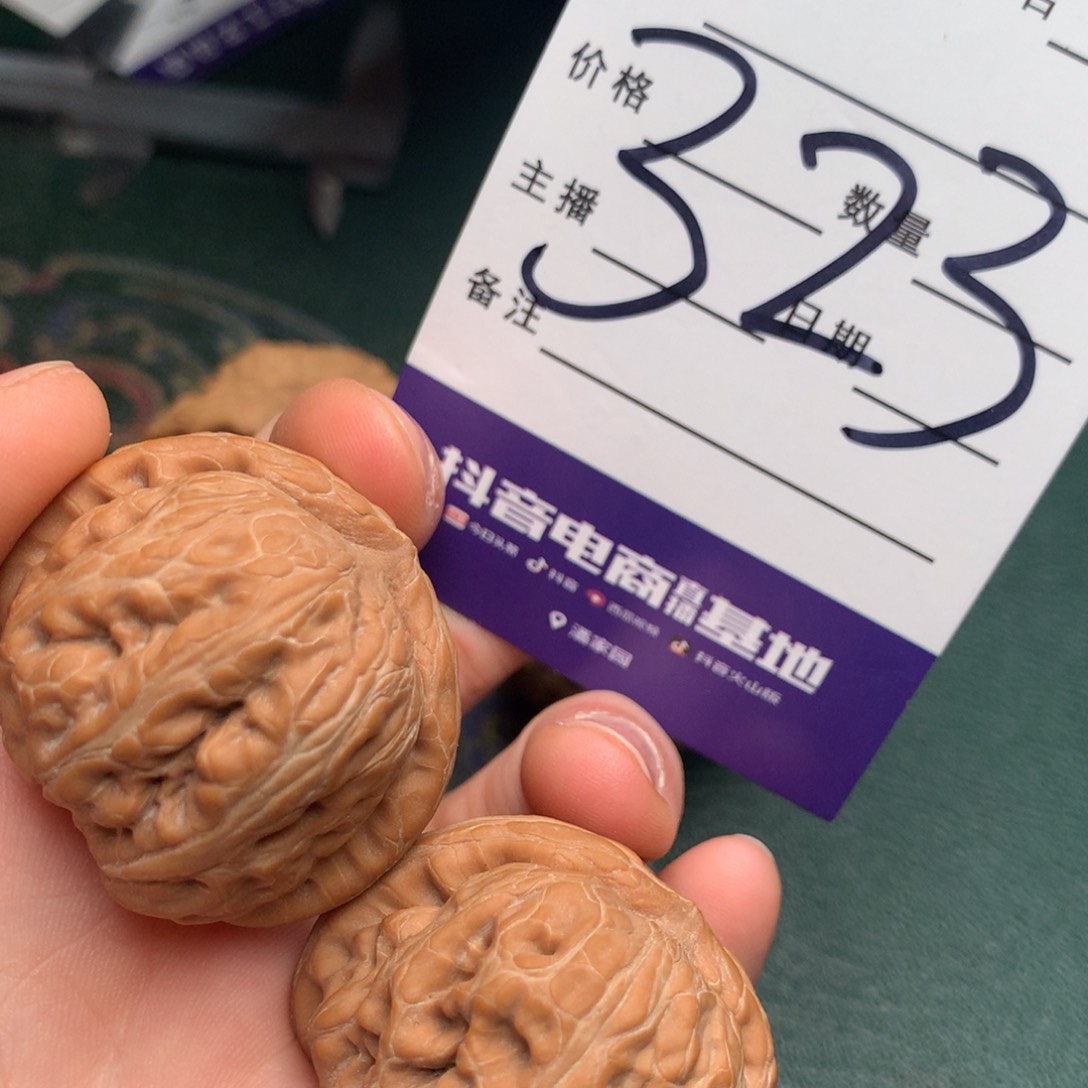 价格
323
数量
主播
日期
备注
抖音电商直播基地
今日头条 抖音 西瓜视频 抖音火山版
潘家园